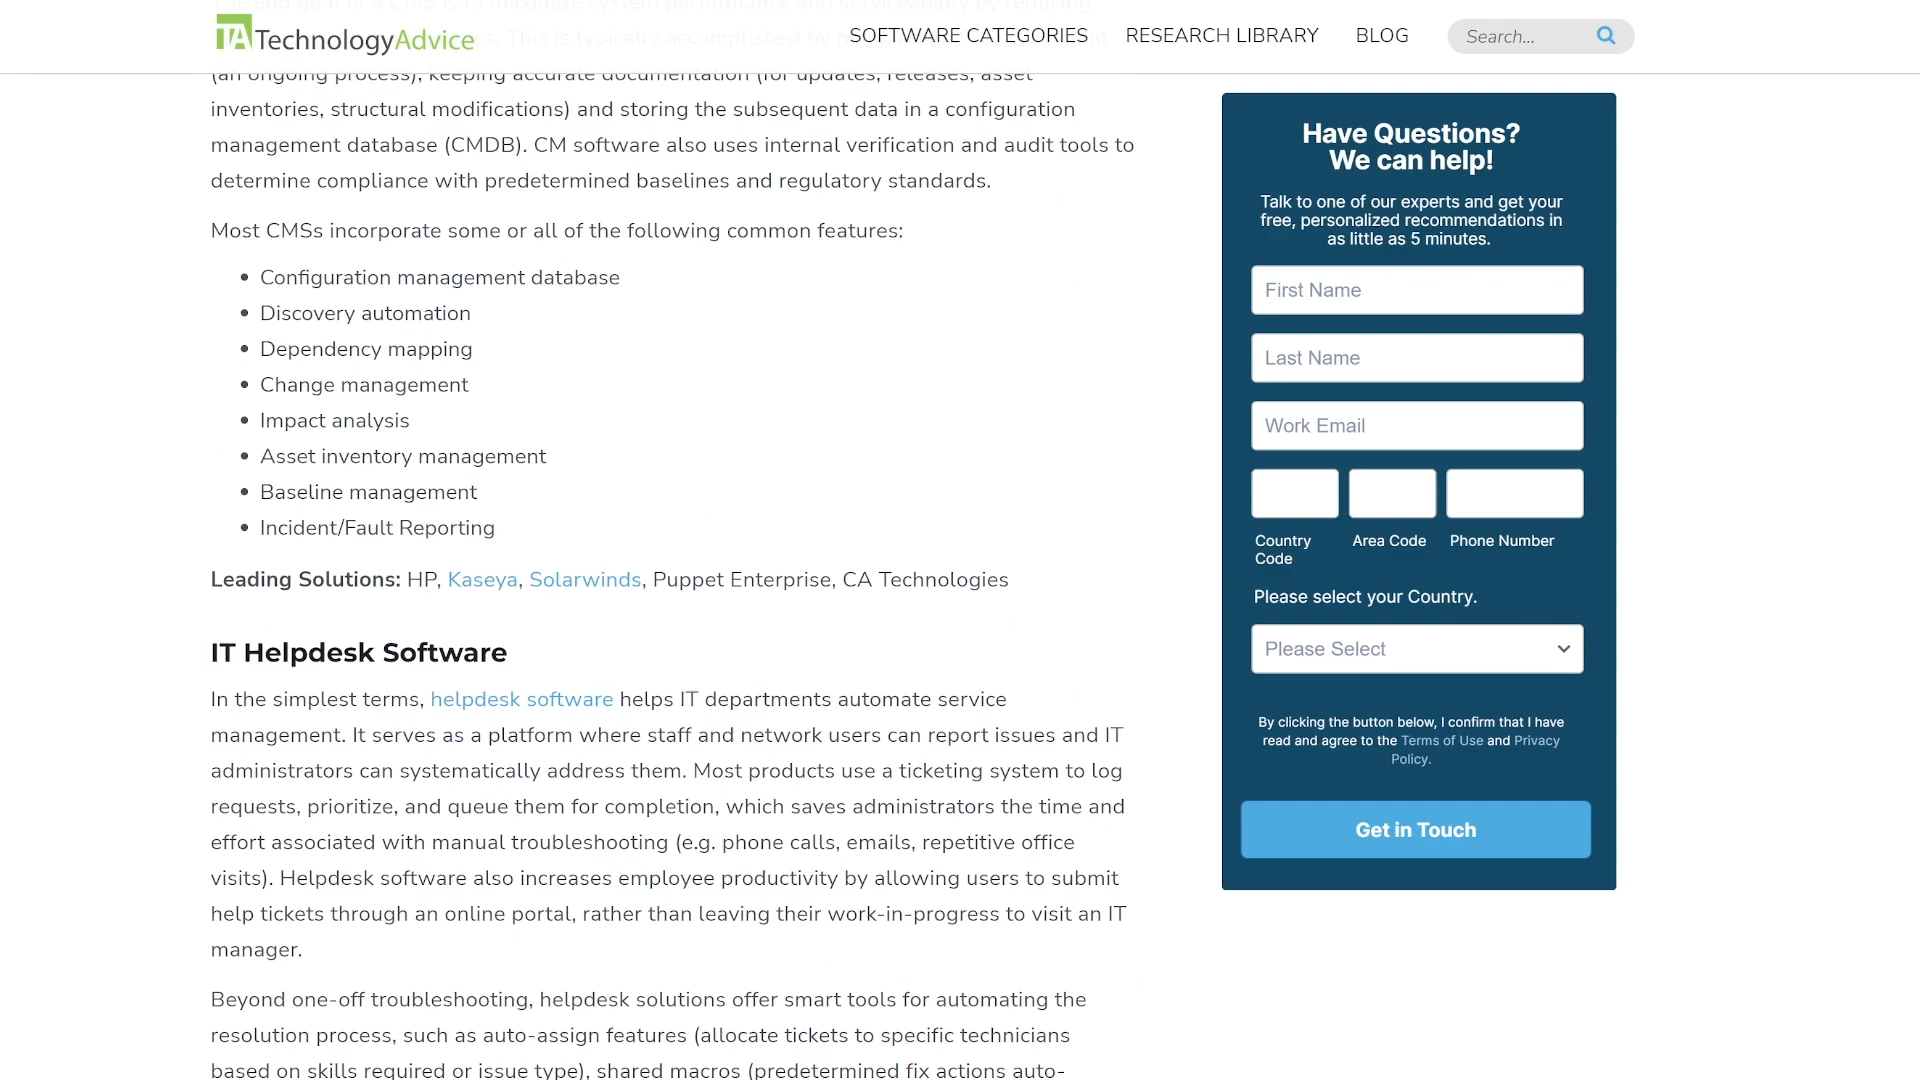 TechnologyAdvice
SOFTWARE CATEGORIES
RESEARCH LIBRARY
BLOG
Search...
(an ongoing process), keeping accurate documentation (for updates, releases, asset
inventories, structural modifications) and storing the subsequent data in a configuration
management database (CMDB). CM software also uses internal verification and audit tools to
determine compliance with predetermined baselines and regulatory standards.
Most CMSs incorporate some or all of the following common features:
• Configuration management database
• Discovery automation
• Dependency mapping
• Change management
• Impact analysis
• Asset inventory management
• Baseline management
• Incident/Fault Reporting
Leading Solutions: HP, Kaseya, Solarwinds, Puppet Enterprise, CA Technologies
IT Helpdesk Software
In the simplest terms, helpdesk software helps IT departments automate service
management. It serves as a platform where staff and network users can report issues and IT
administrators can systematically address them. Most products use a ticketing system to log
requests, prioritize, and queue them for completion, which saves administrators the time and
effort associated with manual troubleshooting (e.g. phone calls, emails, repetitive office
visits). Helpdesk software also increases employee productivity by allowing users to submit
help tickets through an online portal, rather than leaving their work-in-progress to visit an IT
manager.
Beyond one-off troubleshooting, helpdesk solutions offer smart tools for automating the
resolution process, such as auto-assign features (allocate tickets to specific technicians
based on skills required or issue type), shared macros (predetermined fix actions auto-
Have Questions?
We can help!
Talk to one of our experts and get your
free, personalized recommendations in
as little as 5 minutes.
First Name
Last Name
Work Email
Country
Code
Area Code
Phone Number
Please select your Country.
Please Select
By clicking the button below, I confirm that I have
read and agree to the Terms of Use and Privacy
Policy.
Get in Touch